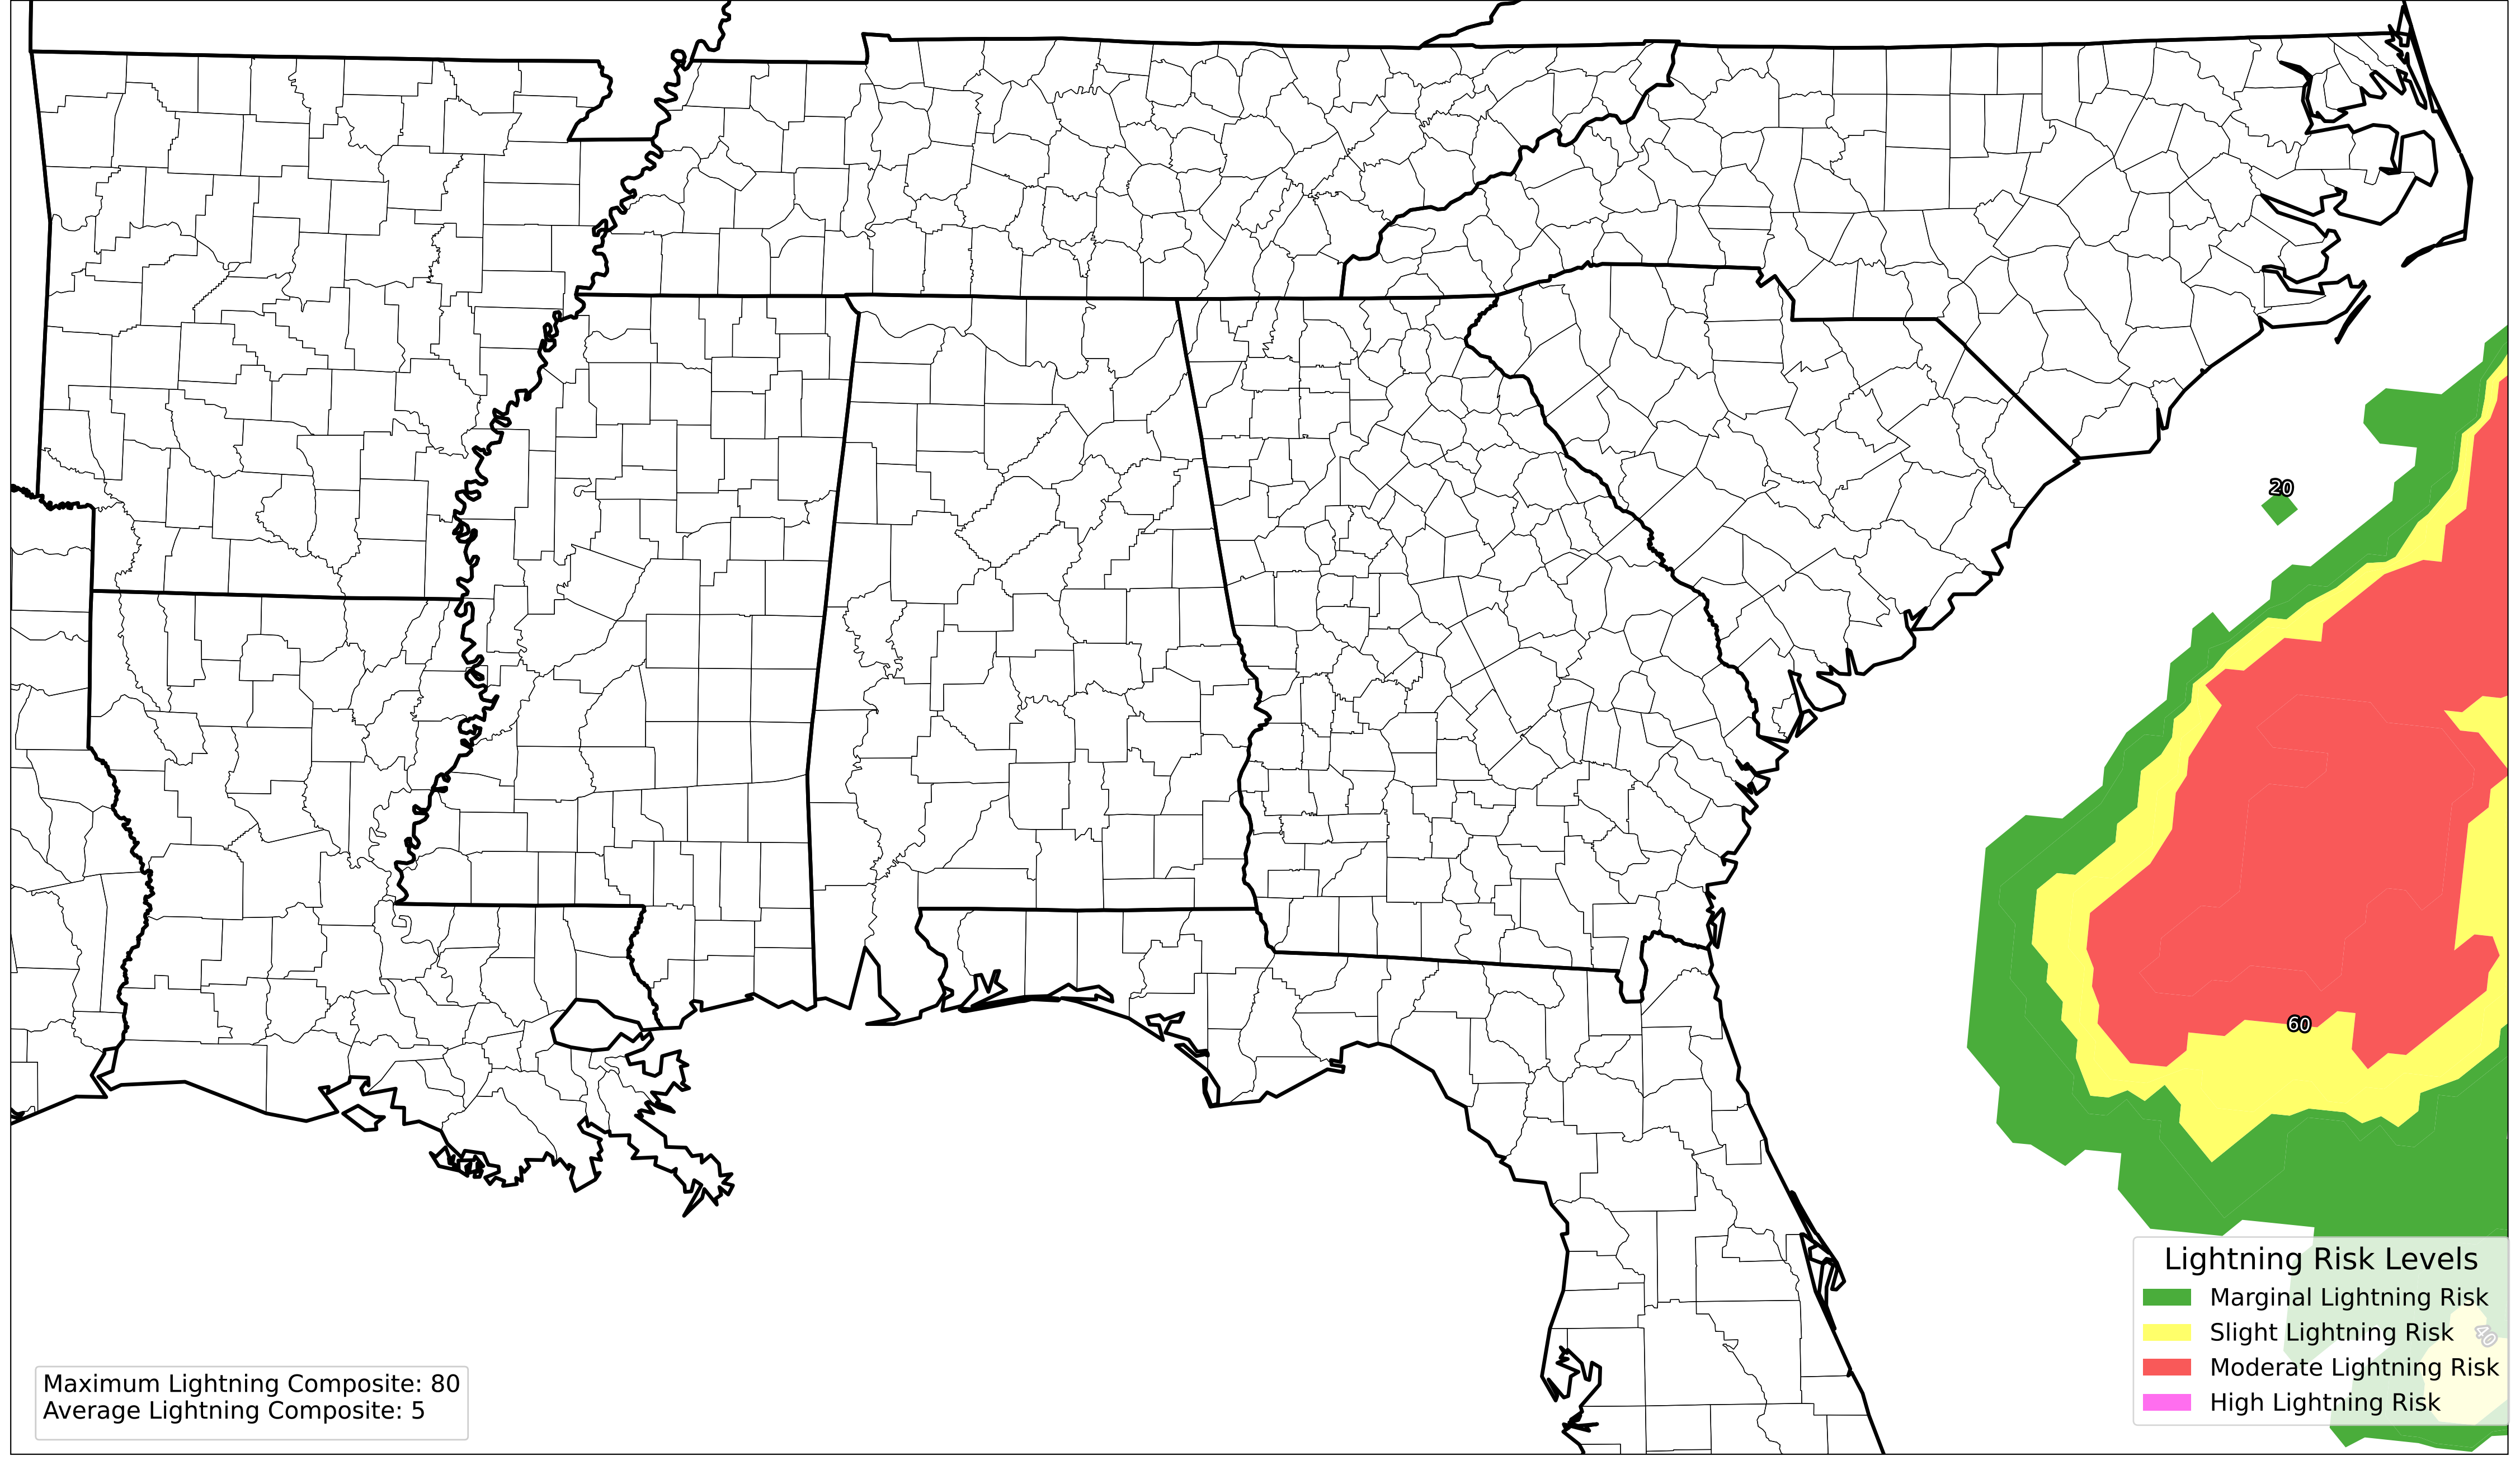 20
60
Lightning Risk Levels
Marginal Lightning Risk
Slight Lightning Risk
40
Moderate Lightning Risk
High Lightning Risk
Maximum Lightning Composite: 80
Average Lightning Composite: 5